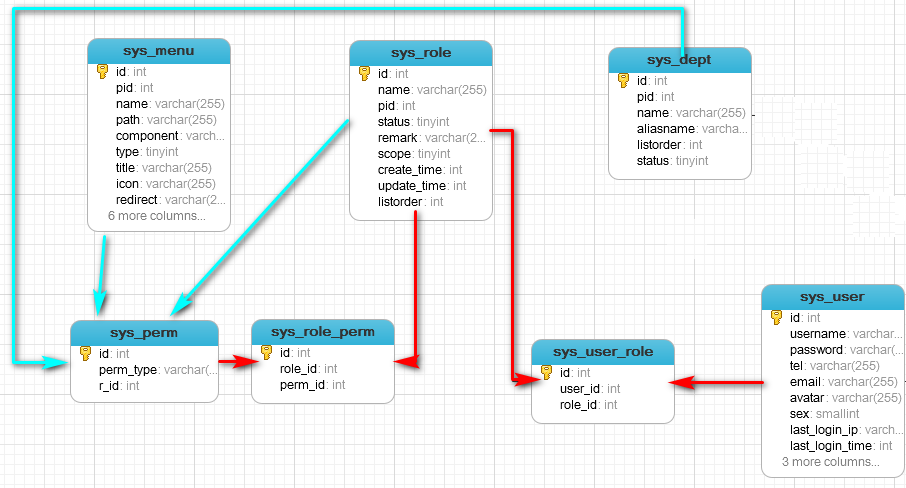 sys_menu
id: int
pid: int
name: varchar(255)
path: varchar(255)
component: varch...
type: tinyint
title: varchar(255)
icon: varchar(255)
redirect: varchar(2...
6 more columns...
sys_role
id: int
name: varchar(255)
pid: int
status: tinyint
remark: varchar(2...
scope: tinyint
create_time: int
update_time: int
listorder: int
sys_dept
id: int
pid: int
name: varchar(255)
aliasname: varcha...
listorder: int
status: tinyint
sys_perm
id: int
perm_type: varchar(...
r_id: int
sys_role_perm
id: int
role_id: int
perm_id: int
sys_user_role
id: int
user_id: int
role_id: int
sys_user
id: int
username: varchar...
password: varchar(...
tel: varchar(255)
email: varchar(255)
avatar: varchar(255)
sex: smallint
last_login_ip: varch...
last_login_time: int
3 more columns...